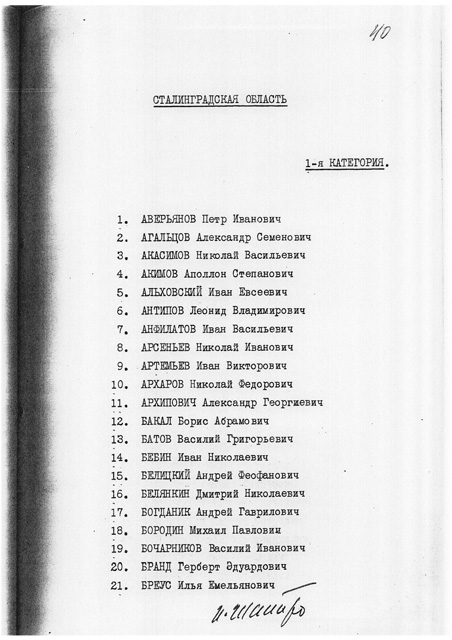 40
СТАЛИНГРАДСКАЯ ОБЛАСТЬ
1-я КАТЕГОРИЯ.
1. АВЕРЬЯНОВ Петр Иванович
2. АГАЛЬЦОВ Александр Семенович
3. АКАСИМОВ Николай Васильевич
4. АКИМОВ Аполлон Степанович
5. АЛЬХОВСКИЙ Иван Евсеевич
6. АНТИПОВ Леонид Владимирович
7. АНФИЛАТОВ Иван Васильевич
8. АРСЕНЬЕВ Николай Иванович
9. АРТЕМЬЕВ Иван Викторович
10. АРХАРОВ Николай Федорович
11. АРХИПОВИЧ Александр Георгиевич
12. БАКАЛ Борис Абрамович
13. БАТОВ Василий Григорьевич
14. БЕБИН Иван Николаевич
15. БЕЛИЦКИЙ Андрей Феофанович
16. БЕЛЯНКИН Дмитрий Николаевич
17. БОГДАНИК Андрей Гаврилович
18. БОРОДИН Михаил Павлович
19. БОЧАРНИКОВ Василий Иванович
20. БРАНД Герберт Эдуардович
21. БРЕУС Илья Емельянович